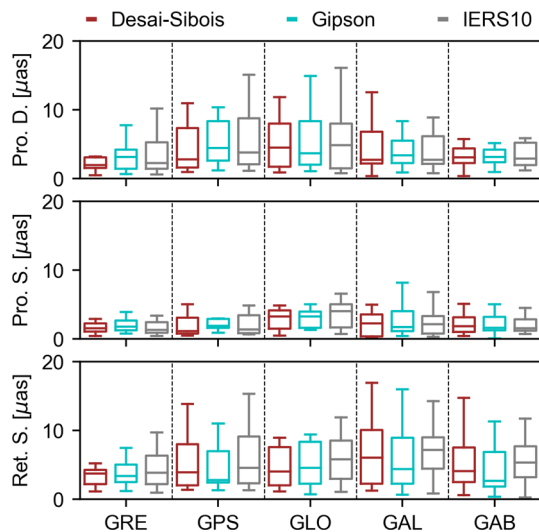 Desai-Sibois Gipson IERS10
Pro. D. [μas]
20
10
0
Pro. S. [μas]
20
10
0
Ret. S. [μas]
20
10
0
GRE GPS GLO GAL GAB